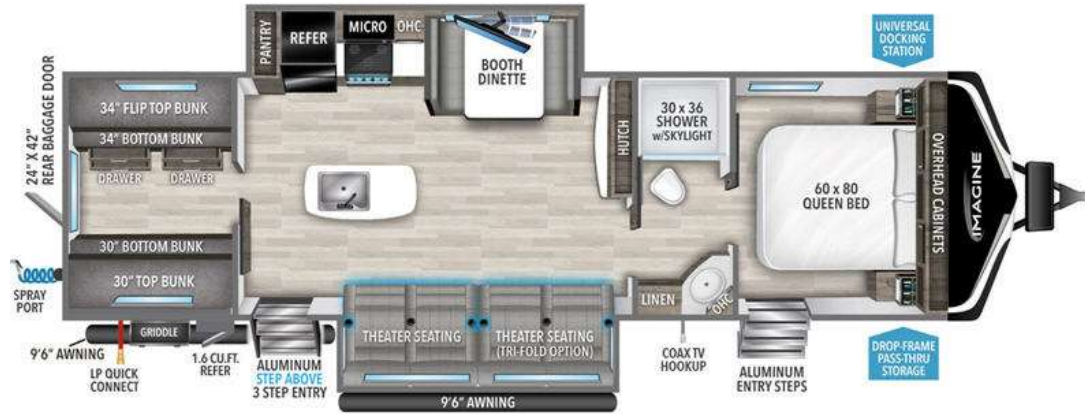 PANTRY
REFER
MICRO
OHC
BOOTH
DINETTE
UNIVERSAL
DOCKING
STATION
24" X 42"
REAR BAGGAGE DOOR
34" FLIP TOP BUNK
34" BOTTOM BUNK
DRAWER
DRAWER
HUTCH
30 x 36
SHOWER
w/SKYLIGHT
60 x 80
QUEEN BED
OVERHEAD CABINETS
IMAGINE
30" BOTTOM BUNK
30" TOP BUNK
SPRAY
PORT
GRIDDLE
9'6" AWNING
LP QUICK
CONNECT
1.6 CU.FT.
REFER
ALUMINUM
STEP ABOVE
3 STEP ENTRY
THEATER SEATING
THEATER SEATING
(TRI-FOLD OPTION)
9'6" AWNING
LINEN
OHC
COAX TV
HOOKUP
ALUMINUM
ENTRY STEPS
DROP-FRAME
PASS-THRU
STORAGE